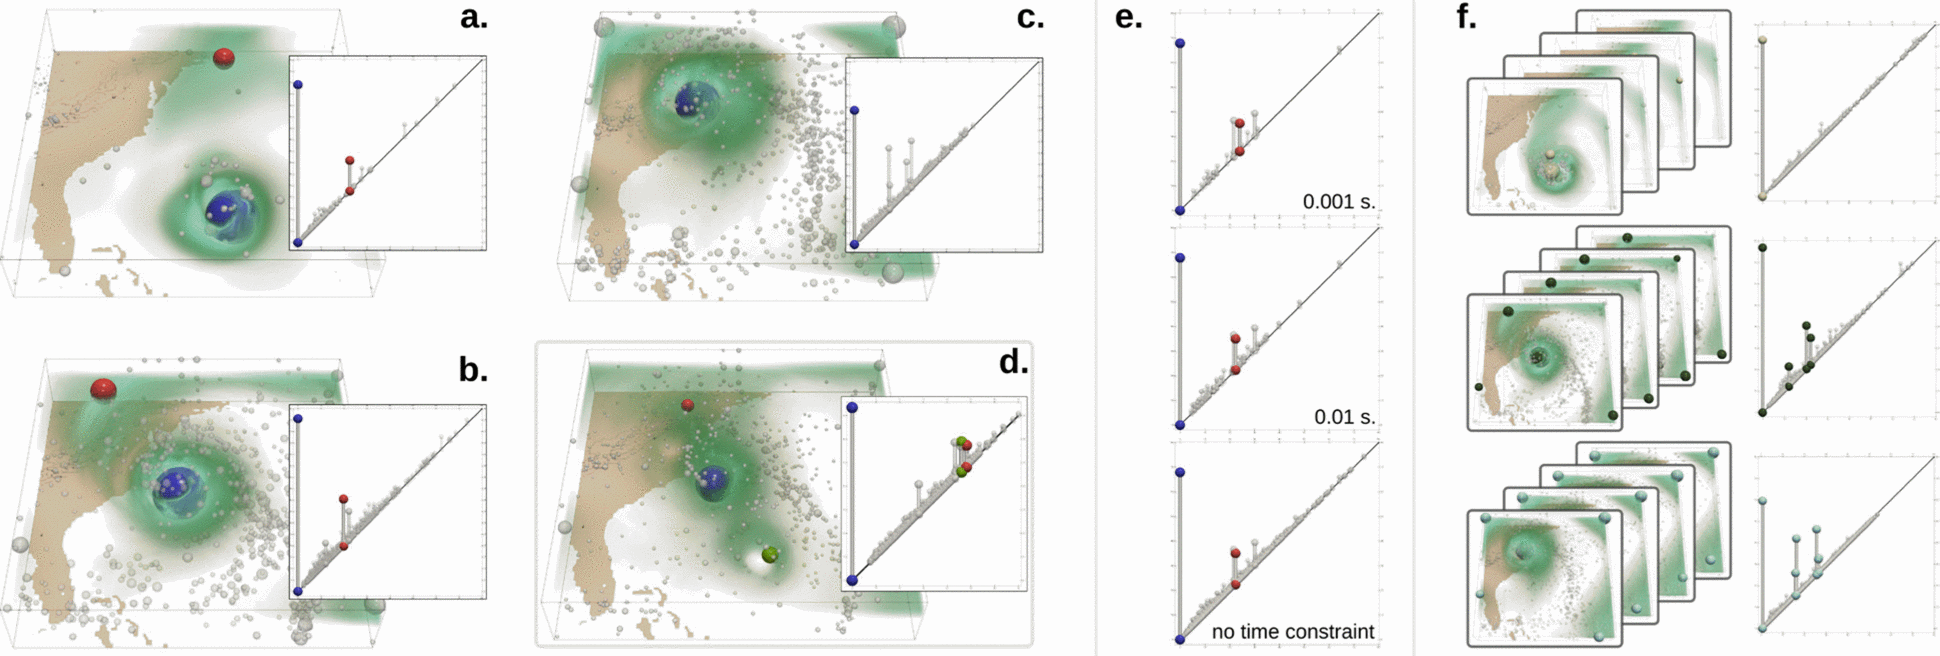 a.
b.
c.
d.
e.
0.001 s.
0.01 s.
no time constraint
f.